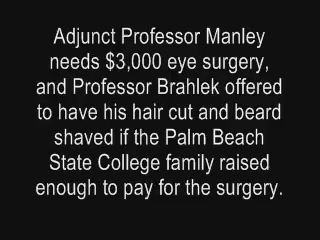 Adjunct Professor Manley
needs $3,000 eye surgery,
and Professor Brahlek offered
to have his hair cut and beard
shaved if the Palm Beach
State College family raised
enough to pay for the surgery.